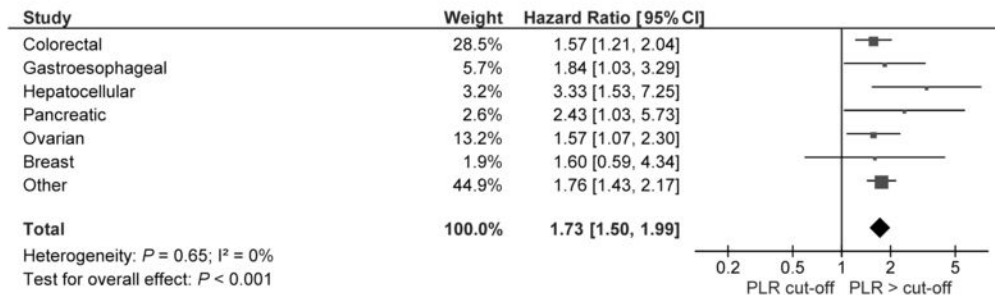 Study Weight Hazard Ratio [95% CI]
Colorectal 28.5% 1.57 [1.21, 2.04]
Gastroesophageal 5.7% 1.84 [1.03, 3.29]
Hepatocellular 3.2% 3.33 [1.53, 7.25]
Pancreatic 2.6% 2.43 [1.03, 5.73]
Ovarian 13.2% 1.57 [1.07, 2.30]
Breast 1.9% 1.60 [0.59, 4.34]
Other 44.9% 1.76 [1.43, 2.17]
Total 100.0% 1.73 [1.50, 1.99]
Heterogeneity: P = 0.65; I² = 0%
Test for overall effect: P < 0.001
0.2 0.5 1 2 5
PLR cut-off PLR > cut-off